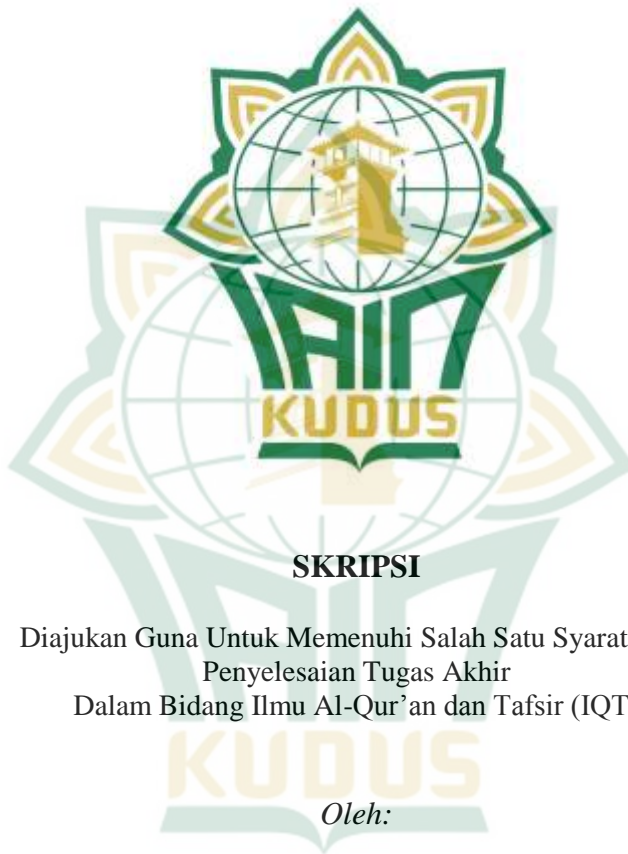 IAIN
KUDUS
SKRIPSI
Diajukan Guna Untuk Memenuhi Salah Satu Syarat
Penyelesaian Tugas Akhir
Dalam Bidang Ilmu Al-Qur’an dan Tafsir (IQT
KUDUS
Oleh: